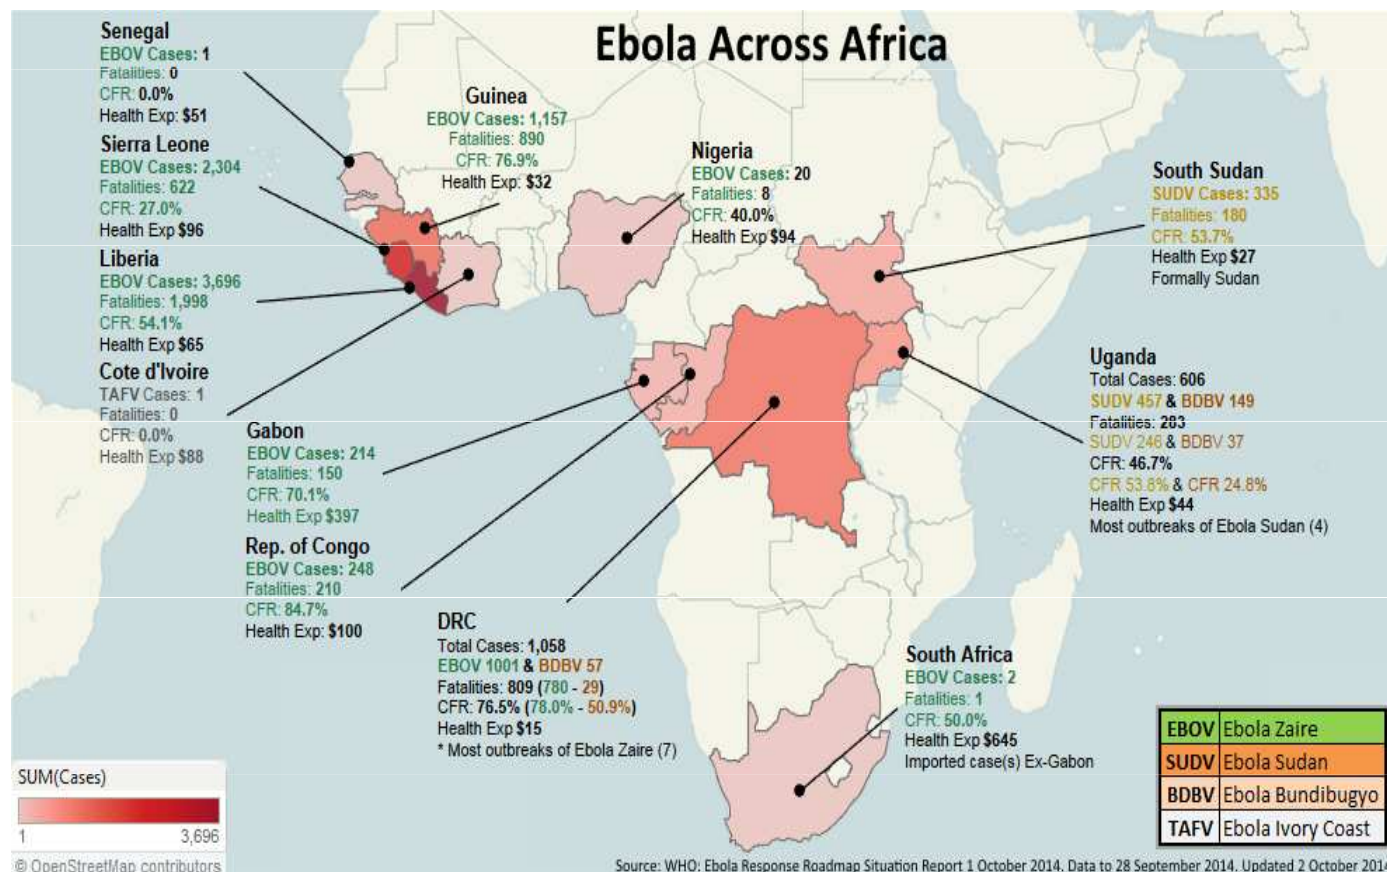 Ebola Across Africa
Senegal
EBOV Cases: 1
Fatalities: 0
CFR: 0.0%
Health Exp: $51
Sierra Leone
EBOV Cases: 2,304
Fatalities: 622
CFR: 27.0%
Health Exp $96
Liberia
EBOV Cases: 3,696
Fatalities: 1,998
CFR: 54.1%
Health Exp $65
Cote d'Ivoire
TAFV Cases: 1
Fatalities: 0
CFR: 0.0%
Health Exp $88
Guinea
EBOV Cases: 1,157
Fatalities: 890
CFR: 76.9%
Health Exp: $32
Nigeria
EBOV Cases: 20
Fatalities: 8
CFR: 40.0%
Health Exp $94
South Sudan
SUDV Cases: 335
Fatalities: 180
CFR: 53.7%
Health Exp $27
Formally Sudan
Uganda
Total Cases: 606
SUDV 457 & BDBV 149
Fatalities: 283
SUDV 246 & BDBV 37
CFR: 46.7%
CFR 53.8% & CFR 24.8%
Health Exp $44
Most outbreaks of Ebola Sudan (4)
Gabon
EBOV Cases: 214
Fatalities: 150
CFR: 70.1%
Health Exp $397
Rep. of Congo
EBOV Cases: 248
Fatalities: 210
CFR: 84.7%
Health Exp: $100
DRC
Total Cases: 1,058
EBOV 1001 & BDBV 57
Fatalities: 809 (780 - 29)
CFR: 76.5% (78.0% - 50.9%)
Health Exp $15
* Most outbreaks of Ebola Zaire (7)
South Africa
EBOV Cases: 2
Fatalities: 1
CFR: 50.0%
Health Exp $645
Imported case(s) Ex-Gabon
EBOV Ebola Zaire
SUDV Ebola Sudan
BDBV Ebola Bundibugyo
TAFV Ebola Ivory Coast
SUM(Cases)
1 3,696
© OpenStreetMap contributors
Source: WHO: Ebola Response Roadmap Situation Report 1 October 2014. Data to 28 September 2014. Updated 2 October 2014